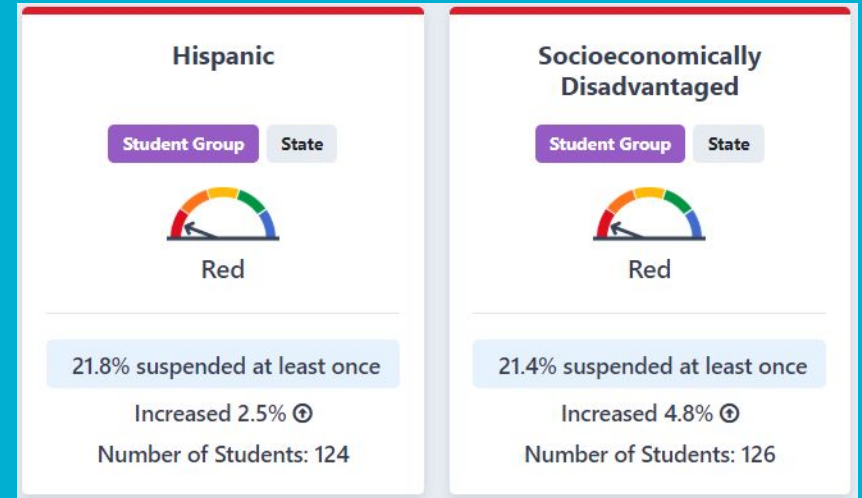 Hispanic
Student Group State
Red
21.8% suspended at least once
Increased 2.5%
Number of Students: 124
Socioeconomically
Disadvantaged
Student Group State
Red
21.4% suspended at least once
Increased 4.8%
Number of Students: 126